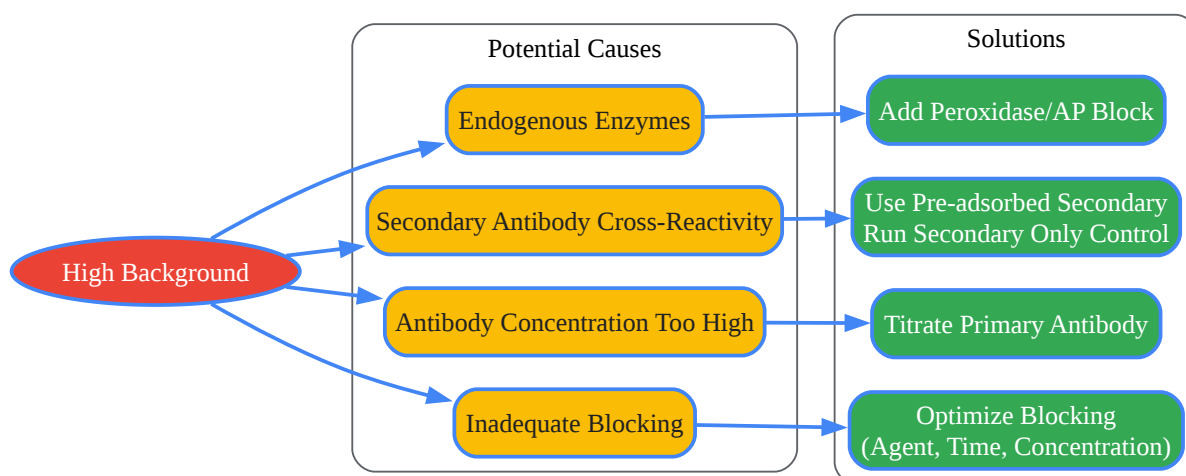 High Background
Potential Causes
Endogenous Enzymes
Secondary Antibody Cross-Reactivity
Antibody Concentration Too High
Inadequate Blocking
Solutions
Add Peroxidase/AP Block
Use Pre-adsorbed Secondary
Run Secondary Only Control
Titrate Primary Antibody
Optimize Blocking
(Agent, Time, Concentration)